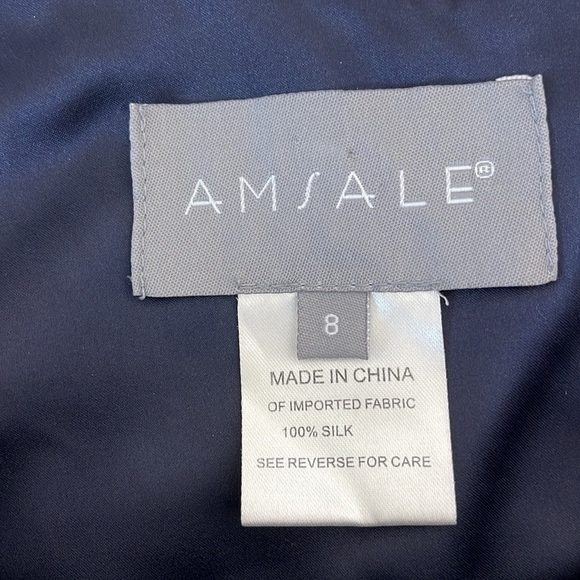 AMSALE®
8
MADE IN CHINA
OF IMPORTED FABRIC
100% SILK
SEE REVERSE FOR CARE